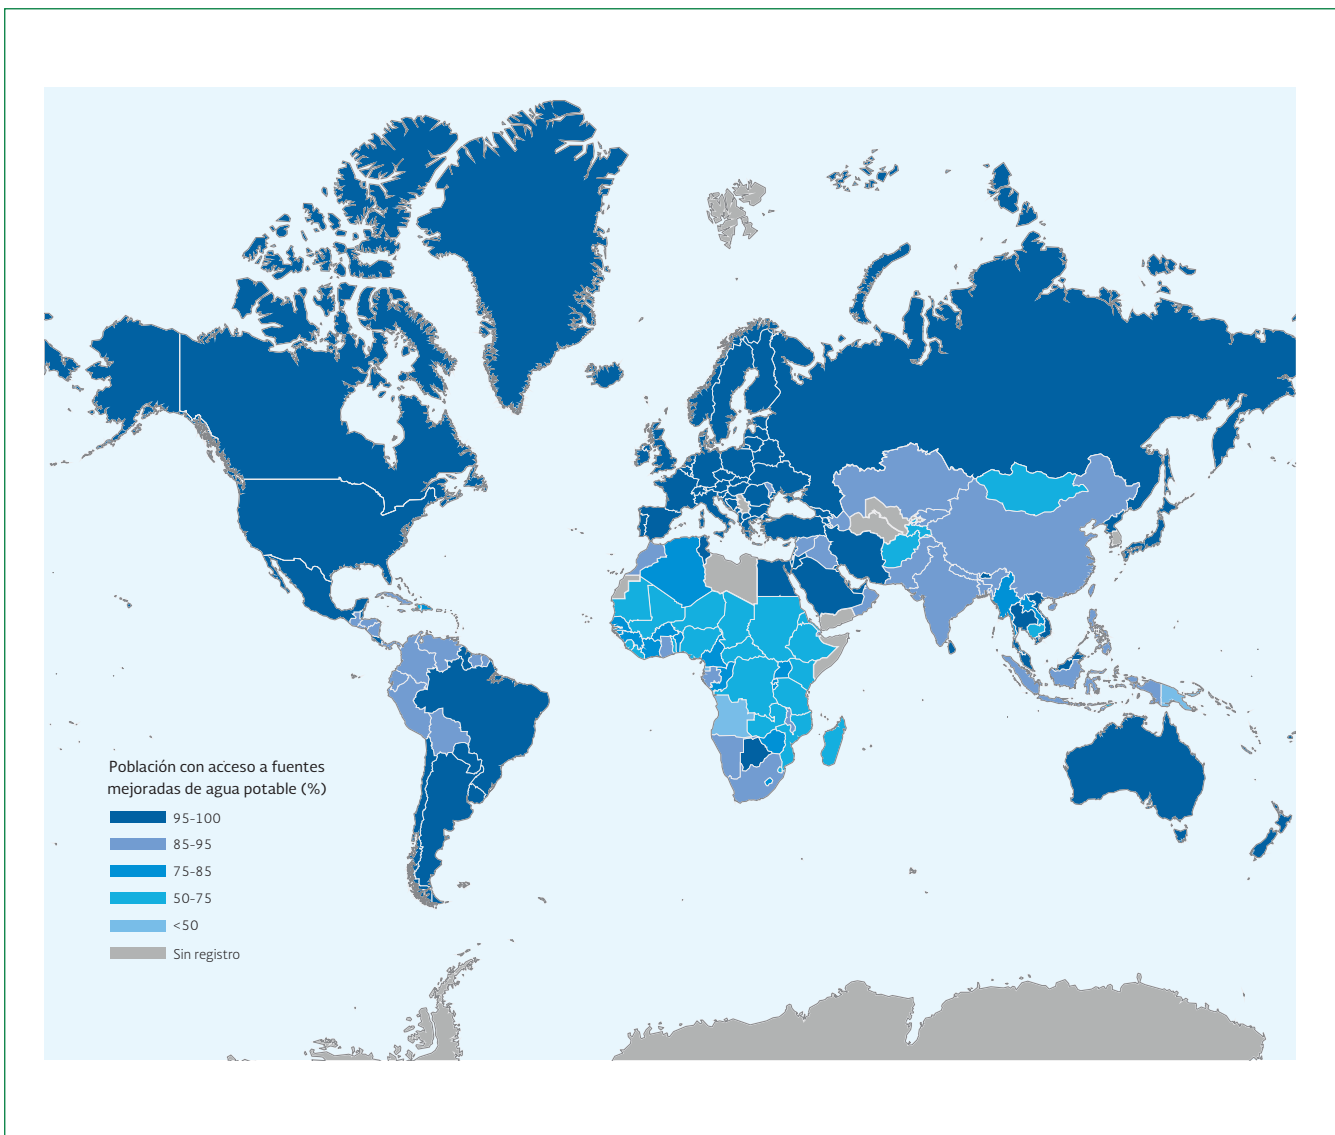 Población con acceso a fuentes
mejoradas de agua potable (%)
95-100
85-95
75-85
50-75
<50
Sin registro